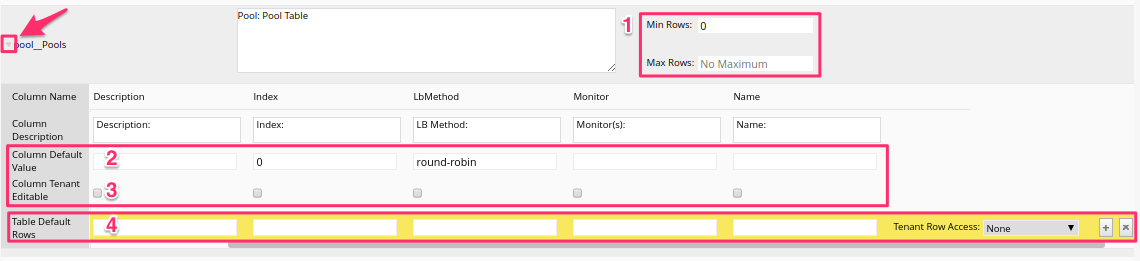 Pool: Pool Table
1
Min Rows: 0
pool__Pools
Max Rows: No Maximum
Column Name Description Index LbMethod Monitor Name
Column Description Description: Index: LB Method: Monitor(s): Name:
Column Default Value 2 0 round-robin
Column Tenant Editable 3
Table Default Rows 4 Tenant Row Access: None + ×